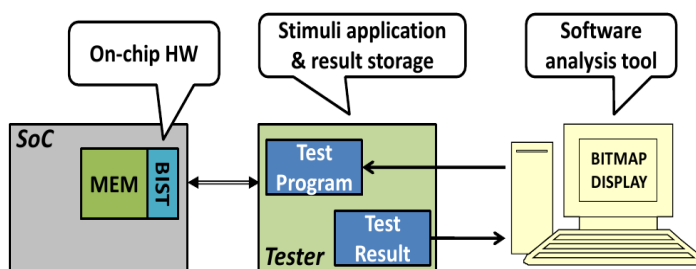 On-chip HW
Stimuli application
& result storage
Software
analysis tool
SoC
MEM
BIST
Test
Program
Test
Result
Tester
BITMAP
DISPLAY